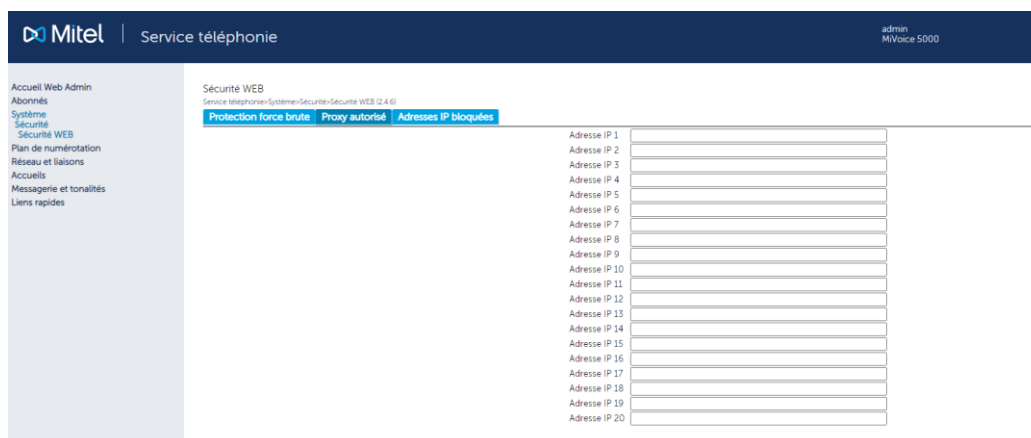 Mitel | Service téléphonie
admin
MiVoice 5000
Accueil Web Admin
Abonnés
Système
Sécurité
Sécurité WEB
Plan de numérotation
Réseau et liaisons
Accueils
Messagerie et tonalités
Liens rapides
Sécurité WEB
Service téléphonie>Système>Sécurité>Sécurité WEB (2.4.6)
Protection force brute Proxy autorisé Adresses IP bloquées
Adresse IP 1
Adresse IP 2
Adresse IP 3
Adresse IP 4
Adresse IP 5
Adresse IP 6
Adresse IP 7
Adresse IP 8
Adresse IP 9
Adresse IP 10
Adresse IP 11
Adresse IP 12
Adresse IP 13
Adresse IP 14
Adresse IP 15
Adresse IP 16
Adresse IP 17
Adresse IP 18
Adresse IP 19
Adresse IP 20